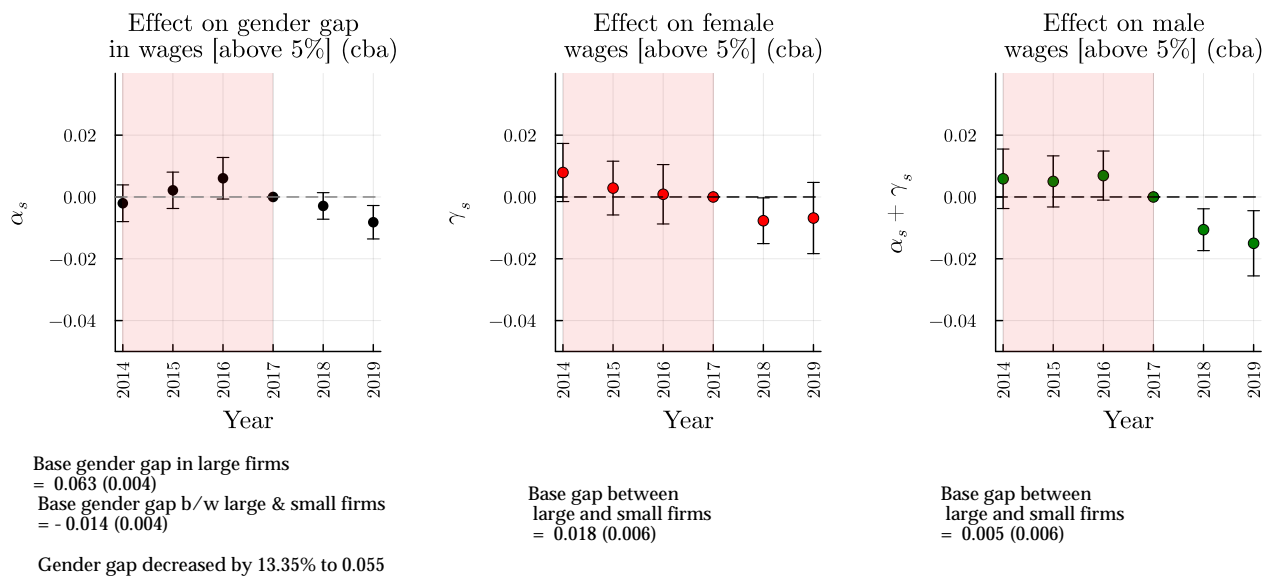 Effect on gender gap
in wages [above 5%] (cba)
0.02
0.00
−0.02
−0.04
α_s
2014
2015
2016
2017
2018
2019
Year
Base gender gap in large firms
= 0.063 (0.004)
Base gender gap b/w large & small firms
= - 0.014 (0.004)
Gender gap decreased by 13.35% to 0.055
Effect on female
wages [above 5%] (cba)
0.02
0.00
−0.02
−0.04
γ_s
2014
2015
2016
2017
2018
2019
Year
Base gap between
large and small firms
= 0.018 (0.006)
Effect on male
wages [above 5%] (cba)
0.02
0.00
−0.02
−0.04
α_s + γ_s
2014
2015
2016
2017
2018
2019
Year
Base gap between
large and small firms
= 0.005 (0.006)